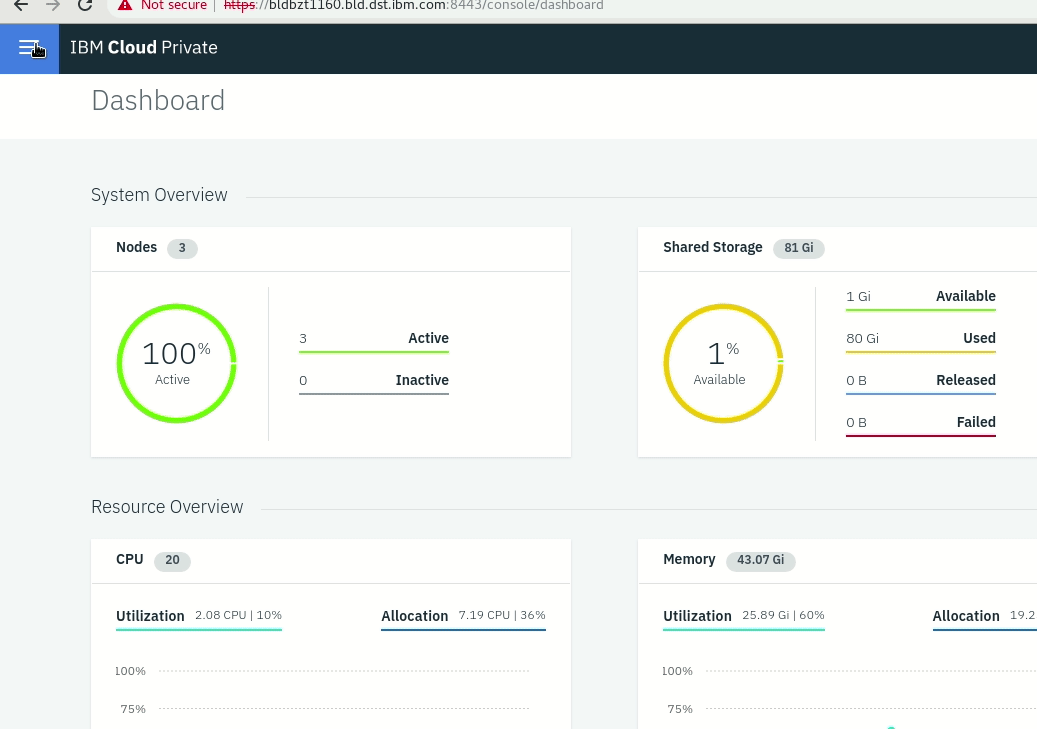 Not secure | https://bldbzt1160.bld.dst.ibm.com:8443/console/dashboard
IBM Cloud Private
Dashboard
System Overview
Nodes 3
100%
Active
3 Active
0 Inactive
Shared Storage 81 Gi
1%
Available
1 Gi Available
80 Gi Used
0 B Released
0 B Failed
Resource Overview
CPU 20
Utilization 2.08 CPU | 10%
Allocation 7.19 CPU | 36%
100%
75%
Memory 43.07 Gi
Utilization 25.89 Gi | 60%
Allocation 19.2
100%
75%